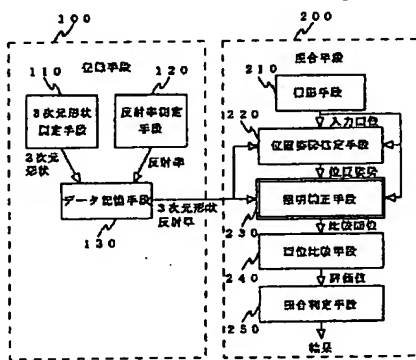 100
200
登録手段
照合手段
110
120
210
3次元形状
測定手段
反射率測定
手段
撮影手段
220
入力画像
3次元
形状
反射率
位置姿勢推定手段
位置姿勢
データ記憶手段
照明補正手段
130
3次元形状
反射率
230
比較画像
画像比較手段
240
評価値
照合判定手段
250
結果